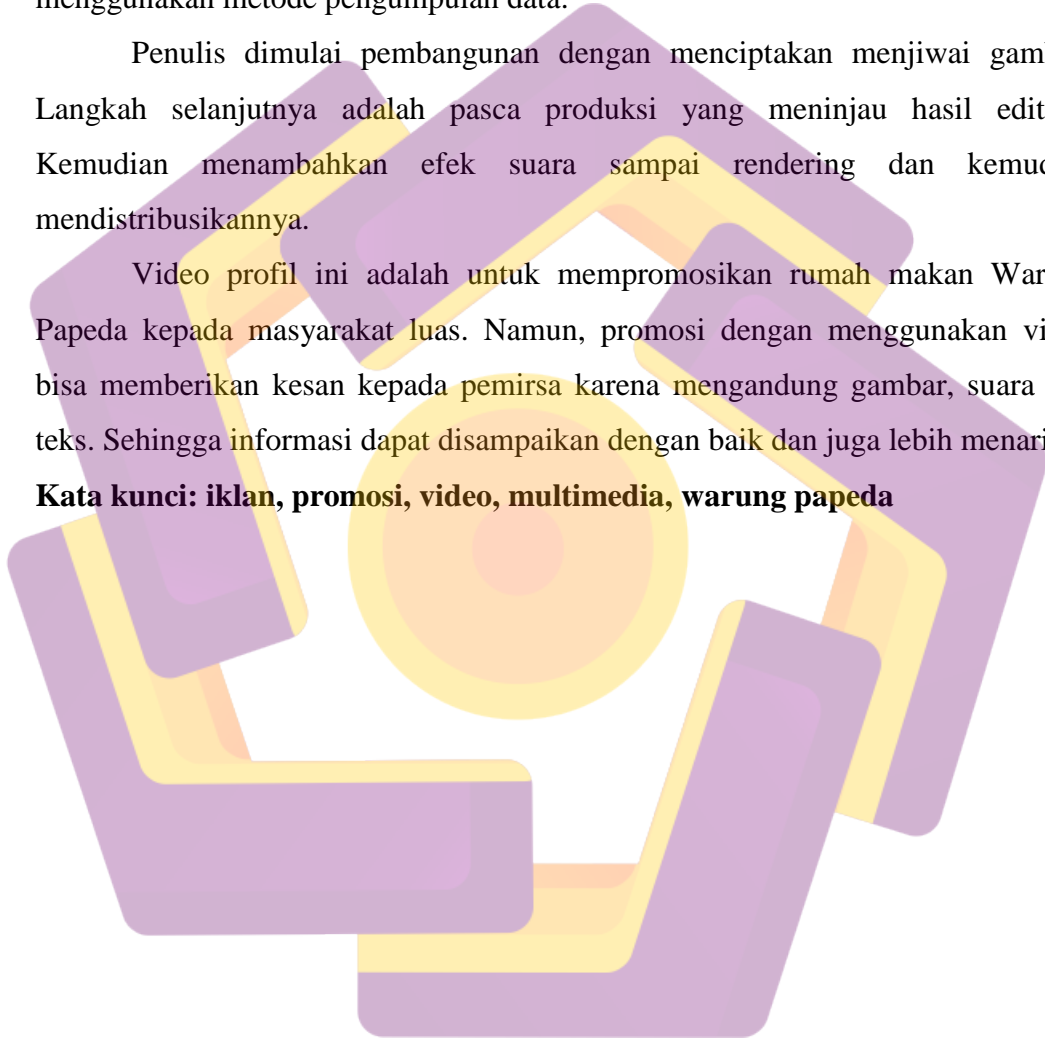 menggunakan metode pengumpulan data.
Penulis dimulai pembangunan dengan menciptakan menjiwai gam
Langkah selanjutnya adalah pasca produksi yang meninjau hasil edit
Kemudian menambahkan efek suara sampai rendering dan kemud
mendistribusikannya.
Video profil ini adalah untuk mempromosikan rumah makan War
Papeda kepada masyarakat luas. Namun, promosi dengan menggunakan vi
bisa memberikan kesan kepada pemirsa karena mengandung gambar, suara
teks. Sehingga informasi dapat disampaikan dengan baik dan juga lebih menari
Kata kunci: iklan, promosi, video, multimedia, warung papeda